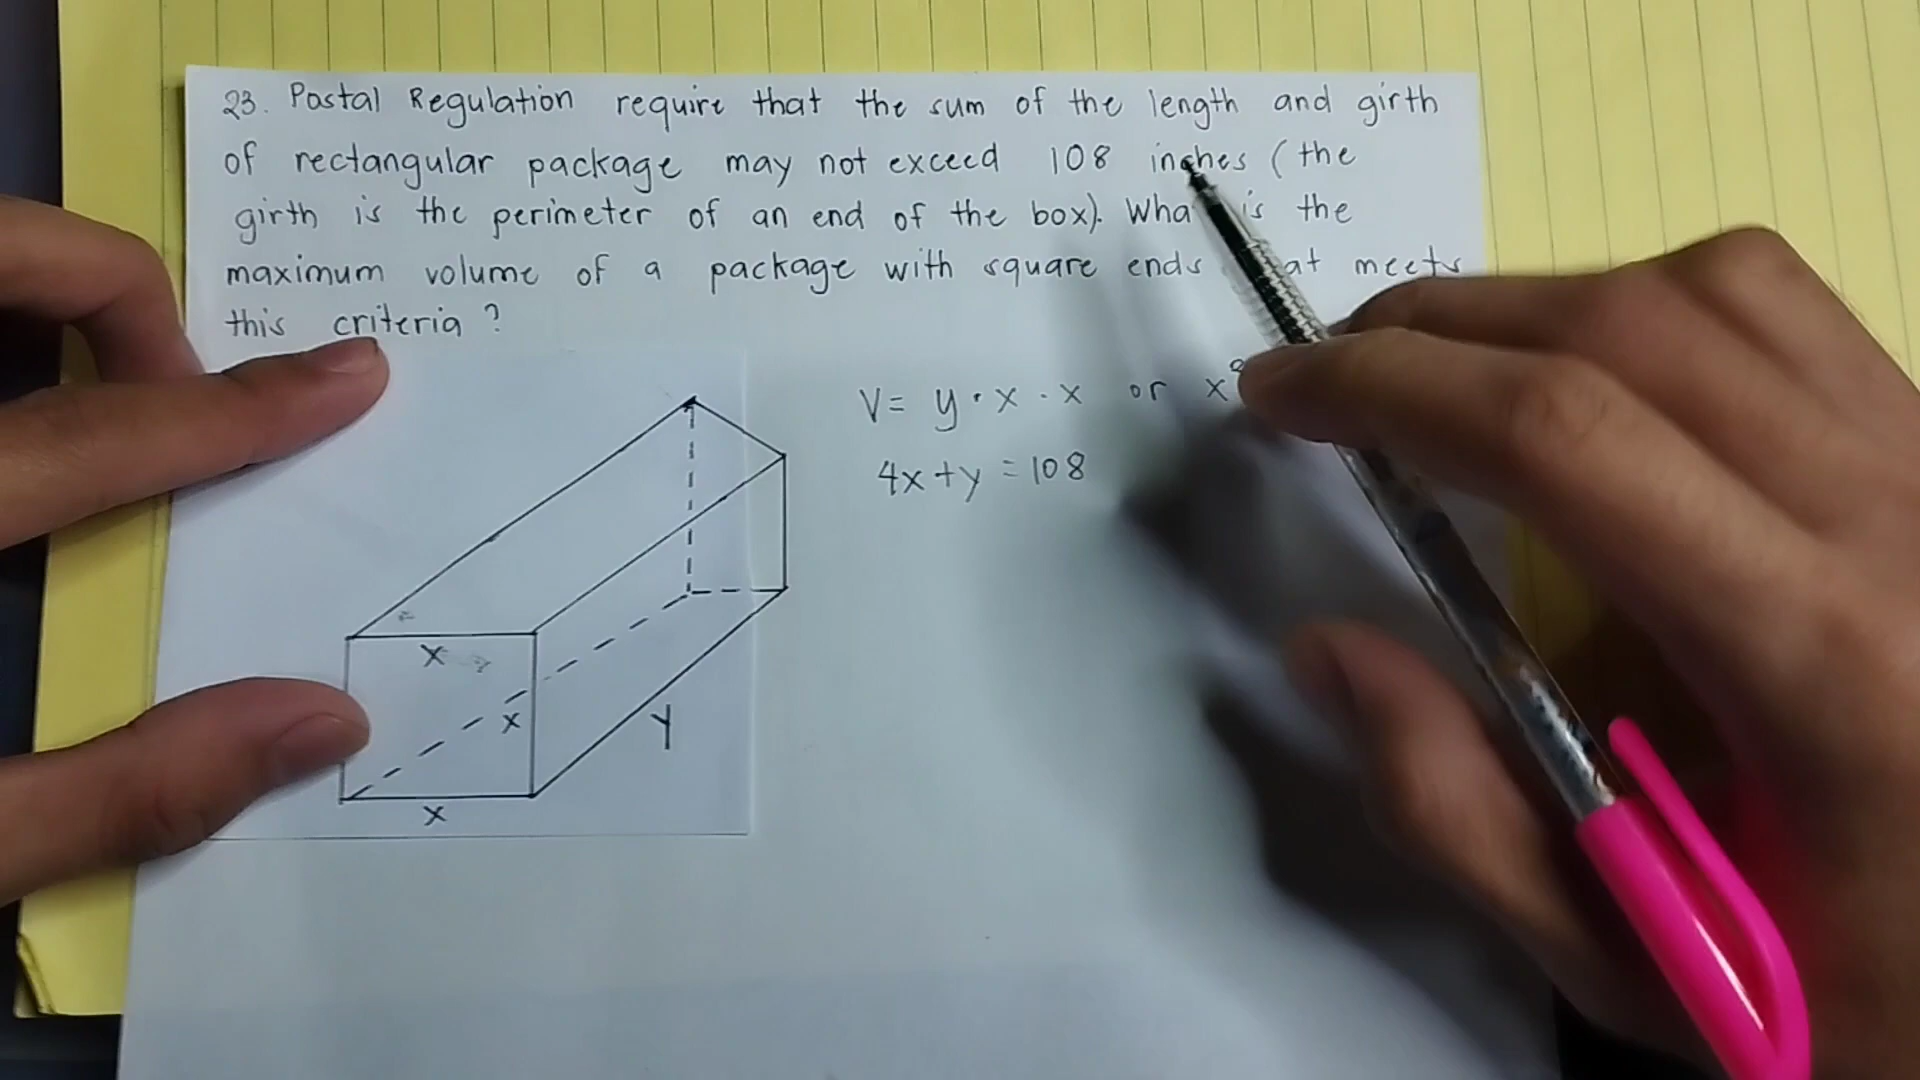 23. Postal Regulation require that the sum of the length and girth
of rectangular package may not exceed 108 inches (the
girth is the perimeter of an end of the box). is the
maximum volume of a package with square ends meets
this criteria?
V = y · x · x or
4x + y = 108
x
x
y
x